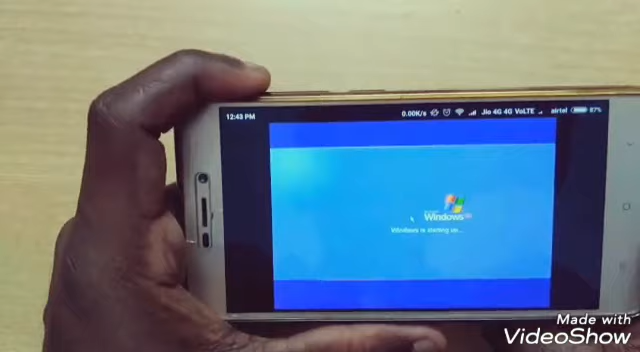 12:43 PM 0.00K/s Jio 4G 4G VoLTE airtel 87%
Windows
Windows is starting up...
Made with
VideoShow